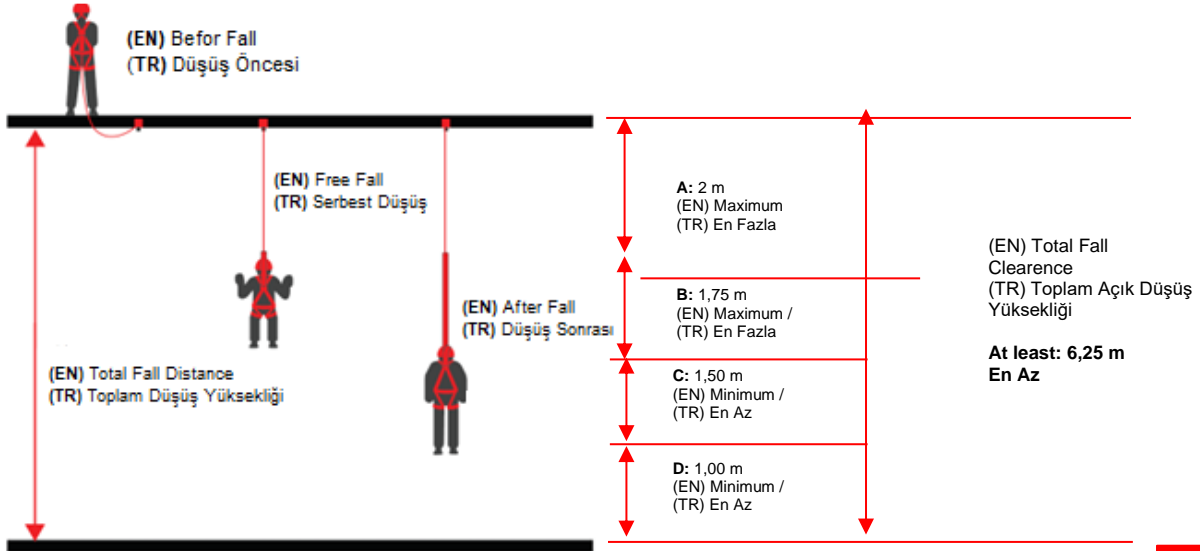 (EN) Befor Fall
(TR) Düşüş Öncesi
(EN) Free Fall
(TR) Serbest Düşüş
(EN) After Fall
(TR) Düşüş Sonrası
(EN) Total Fall Distance
(TR) Toplam Düşüş Yüksekliği
A: 2 m
(EN) Maximum
(TR) En Fazla
B: 1,75 m
(EN) Maximum /
(TR) En Fazla
C: 1,50 m
(EN) Minimum /
(TR) En Az
D: 1,00 m
(EN) Minimum /
(TR) En Az
(EN) Total Fall
Clearence
(TR) Toplam Açık Düşüş
Yüksekliği
At least: 6,25 m
En Az